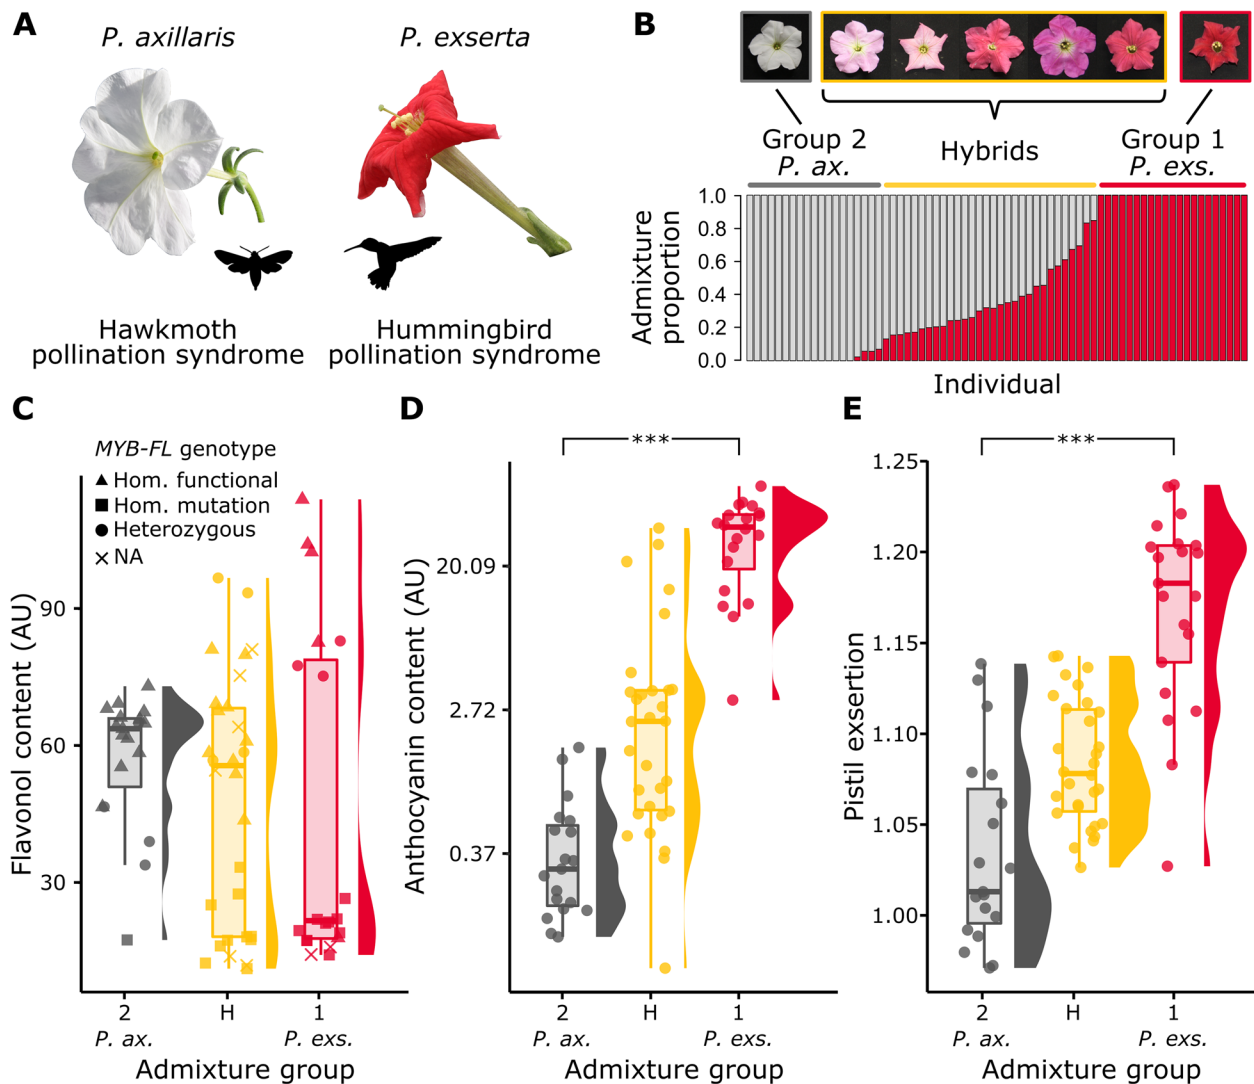 A
P. axillaris
P. exserta
Hawkmoth
pollination syndrome
Hummingbird
pollination syndrome
B
Group 2
P. ax.
Hybrids
Group 1
P. exs.
Admixture
proportion
1.0
0.8
0.6
0.4
0.2
0.0
Individual
C
MYB-FL genotype
Hom. functional
Hom. mutation
Heterozygous
NA
Flavonol content (AU)
90
60
30
2
H
1
P. ax.
P. exs.
Admixture group
D
***
Anthocyanin content (AU)
20.09
2.72
0.37
2
H
1
P. ax.
P. exs.
Admixture group
E
***
Pistil exsertion
1.25
1.20
1.15
1.10
1.05
1.00
2
H
1
P. ax.
P. exs.
Admixture group